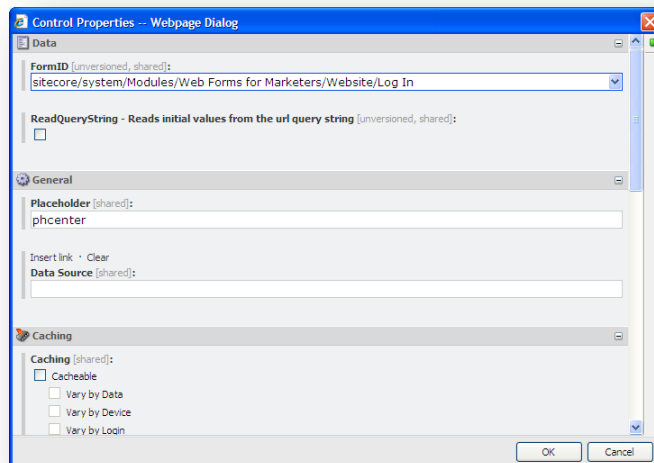 Control Properties -- Webpage Dialog
Data
FormID [unversioned, shared]:
sitecore/system/Modules/Web Forms for Marketers/Website/Log In
ReadQueryString - Reads initial values from the url query string [unversioned, shared]:
General
Placeholder [shared]:
phcenter
Insert link · Clear
Data Source [shared]:
Caching
Caching [shared]:
Cacheable
Vary by Data
Vary by Device
Vary by Login
OK Cancel